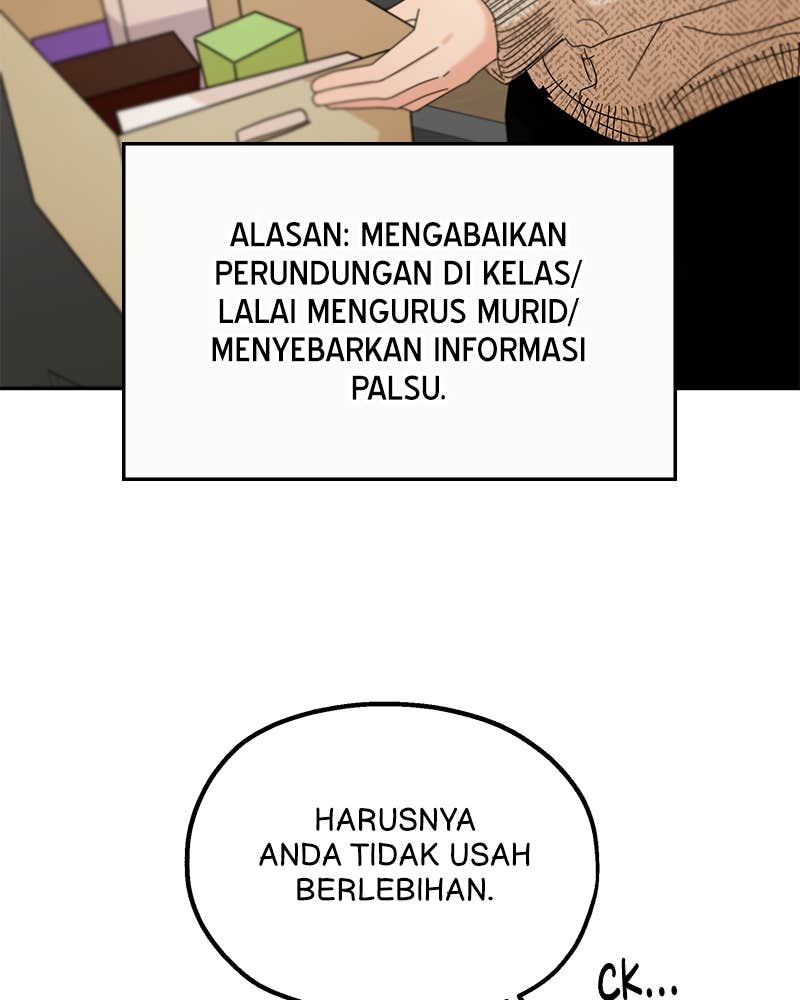 ALASAN: MENGABAIKAN
PERUNDUNGAN DI KELAS/
LALAI MENGURUS MURID/
MENYEBARKAN INFORMASI
PALSU.
HARUSNYA
ANDA TIDAK USAH
BERLEBIHAN.
CK...